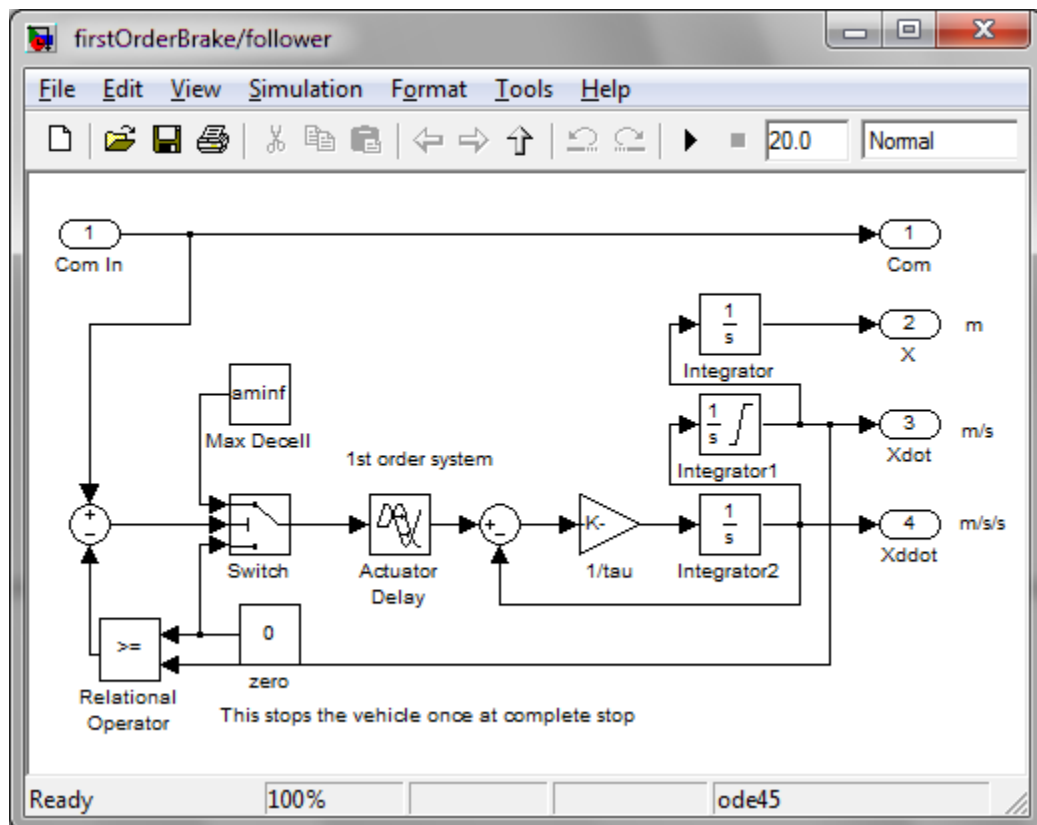 firstOrderBrake/follower
File Edit View Simulation Format Tools Help
20.0 Normal
1
Com In
1
Com
1
s
Integrator
2
X
m
aminf
Max Decell
1
s
Integrator1
3
Xdot
m/s
1st order system
+
−
Switch
Actuator
Delay
+
−
-K-
1/tau
1
s
Integrator2
4
Xddot
m/s/s
>=
Relational
Operator
0
zero
This stops the vehicle once at complete stop
Ready 100% ode45